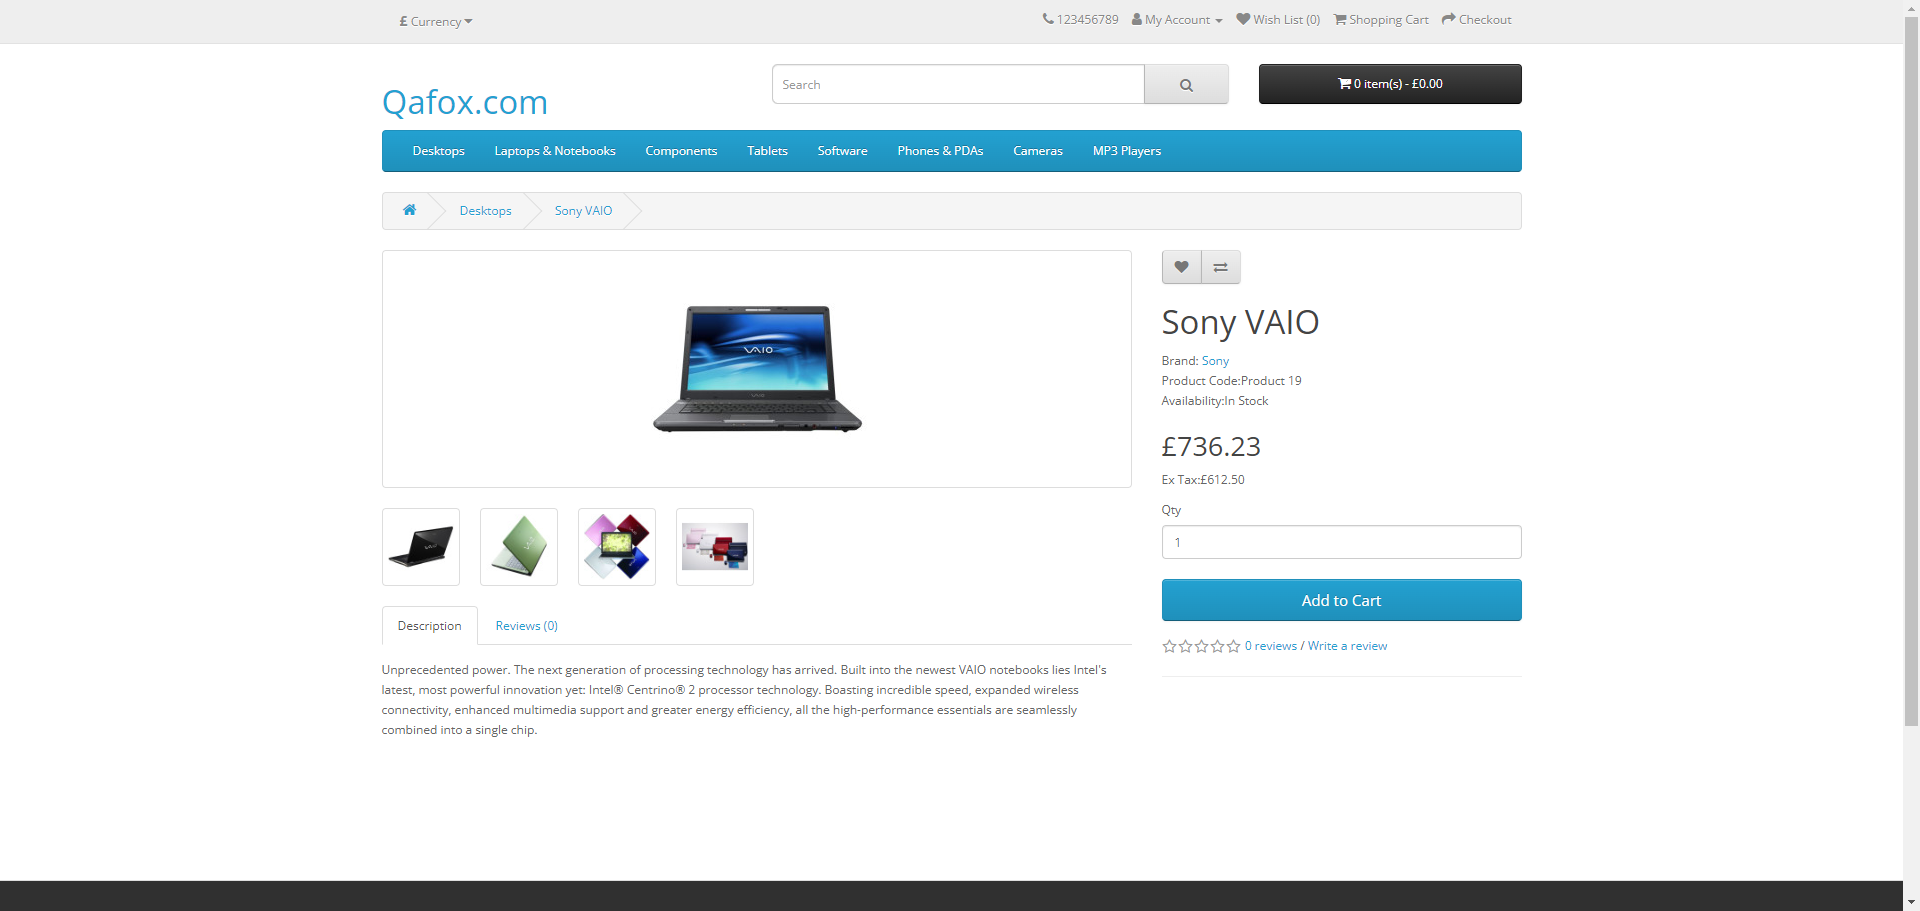 £ Currency
123456789 My Account Wish List (0) Shopping Cart Checkout
Qafox.com
Search
0 item(s) - £0.00
Desktops Laptops & Notebooks Components Tablets Software Phones & PDAs Cameras MP3 Players
Desktops Sony VAIO
VAIO
Sony VAIO
Brand: Sony
Product Code:Product 19
Availability:In Stock
£736.23
Ex Tax:£612.50
Qty
1
Add to Cart
0 reviews / Write a review
Description Reviews (0)
Unprecedented power. The next generation of processing technology has arrived. Built into the newest VAIO notebooks lies Intel's
latest, most powerful innovation yet: Intel® Centrino® 2 processor technology. Boasting incredible speed, expanded wireless
connectivity, enhanced multimedia support and greater energy efficiency, all the high-performance essentials are seamlessly
combined into a single chip.